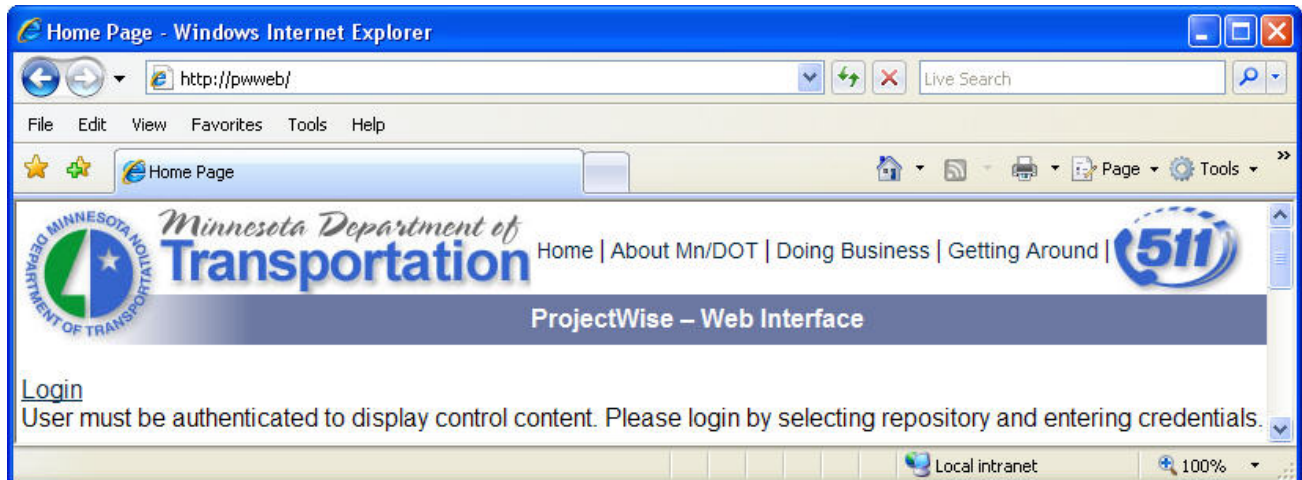 Home Page - Windows Internet Explorer
http://pwweb/
Live Search
File Edit View Favorites Tools Help
Home Page
Page Tools »
MINNESOTA DEPARTMENT OF TRANSPORTATION
Minnesota Department of
Transportation
Home | About Mn/DOT | Doing Business | Getting Around |
511
ProjectWise – Web Interface
Login
User must be authenticated to display control content. Please login by selecting repository and entering credentials.
Local intranet 100%